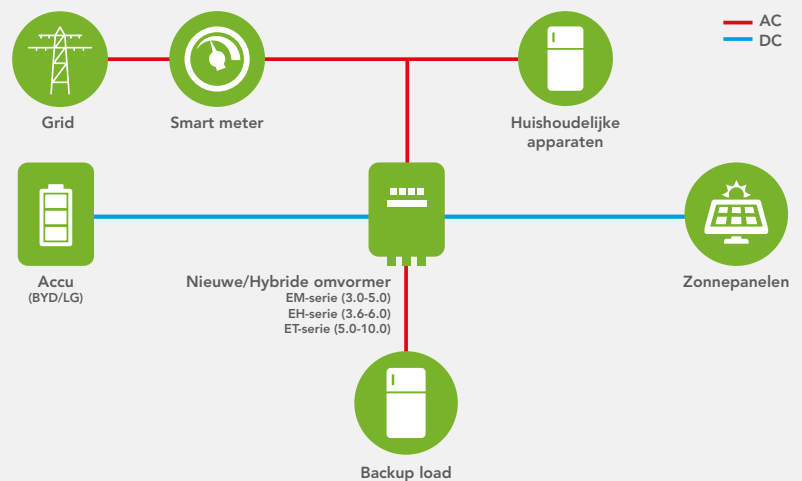 AC
DC
Grid
Smart meter
Huishoudelijke
apparaten
Accu
(BYD/LG)
Nieuwe/Hybride omvormer
EM-serie (3.0-5.0)
EH-serie (3.6-6.0)
ET-serie (5.0-10.0)
Zonnepanelen
Backup load